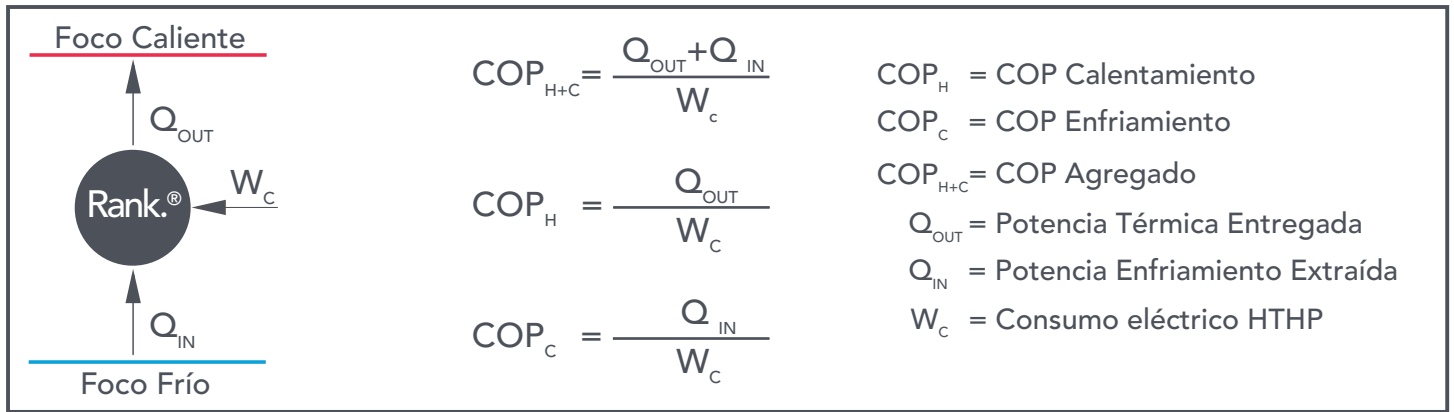 Foco Caliente
Q_OUT
Rank.®
W_C
Q_IN
Foco Frío
COP_H+C = (Q_OUT+Q_IN) / W_c
COP_H = Q_OUT / W_C
COP_C = Q_IN / W_C
COP_H = COP Calentamiento
COP_C = COP Enfriamiento
COP_H+C = COP Agregado
Q_OUT = Potencia Térmica Entregada
Q_IN = Potencia Enfriamiento Extraída
W_C = Consumo eléctrico HTHP